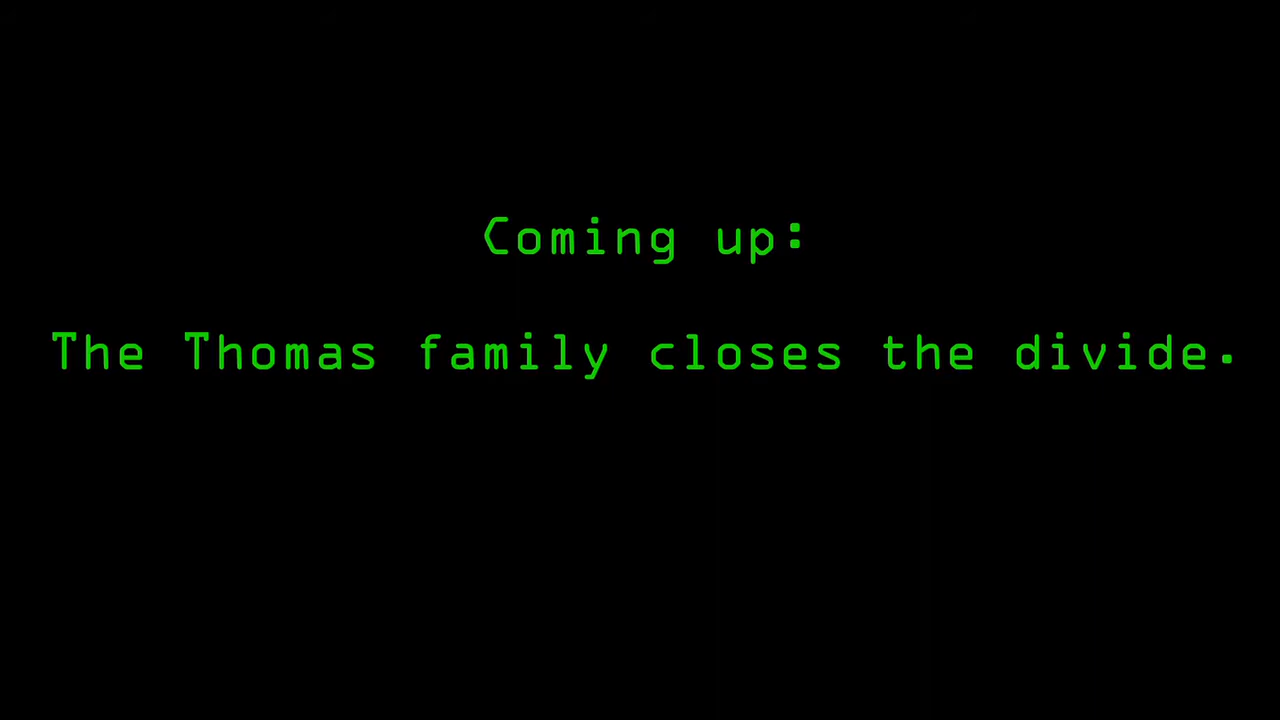 Coming up:
The Thomas family closes the divide.